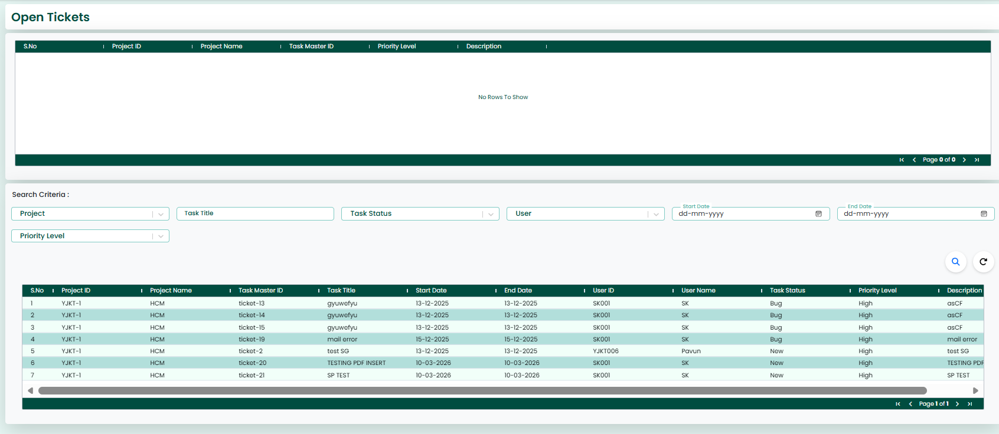 Open Tickets
S.No Project ID Project Name Task Master ID Priority Level Description
No Rows To Show
Page 0 of 0
Search Criteria :
Project Task Title Task Status User Start Date dd-mm-yyyy End Date dd-mm-yyyy
Priority Level
S.No Project ID Project Name Task Master ID Task Title Start Date End Date User ID User Name Task Status Priority Level Description
1 YJKT-1 HCM ticket-13 gyuwefyu 13-12-2025 13-12-2025 SK001 SK Bug High asCF
2 YJKT-1 HCM ticket-14 gyuwefyu 13-12-2025 13-12-2025 SK001 SK Bug High asCF
3 YJKT-1 HCM ticket-15 gyuwefyu 13-12-2025 13-12-2025 SK001 SK Bug High asCF
4 YJKT-1 HCM ticket-19 mail error 15-12-2025 15-12-2025 SK001 SK Bug High mail error
5 YJKT-1 HCM ticket-2 test SG 13-12-2025 13-12-2025 YJKT006 Pavun New High test SG
6 YJKT-1 HCM ticket-20 TESTING PDF INSERT 10-03-2026 10-03-2026 SK001 SK New High TESTING PDF
7 YJKT-1 HCM ticket-21 SP TEST 10-03-2026 10-03-2026 SK001 SK New High SP TEST
Page 1 of 1